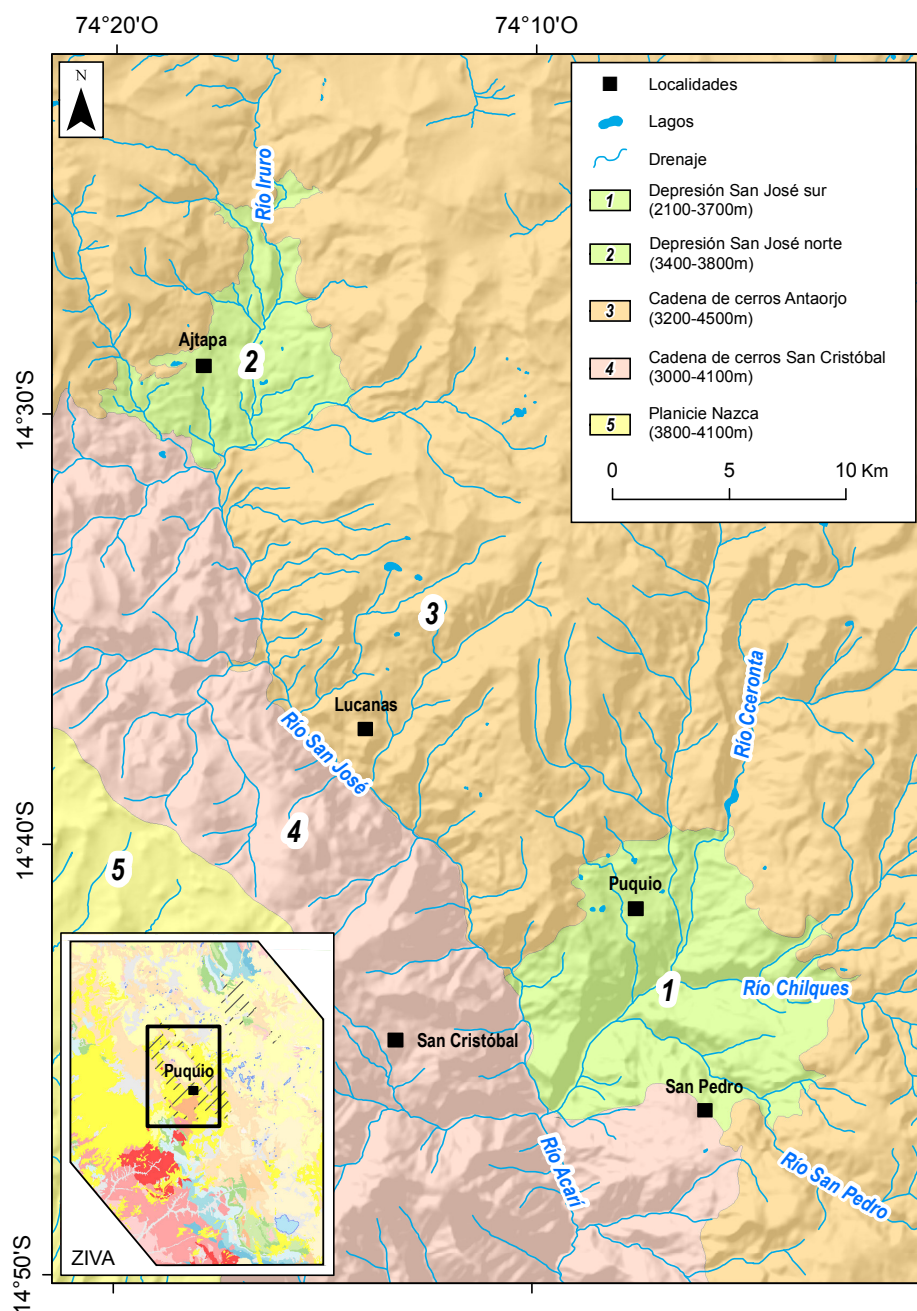 74°20'O
74°10'O
N
Localidades
Lagos
Drenaje
1 Depresión San José sur
(2100-3700m)
2 Depresión San José norte
(3400-3800m)
3 Cadena de cerros Antaorjo
(3200-4500m)
4 Cadena de cerros San Cristóbal
(3000-4100m)
5 Planicie Nazca
(3800-4100m)
0 5 10 Km
Río Iruro
Ajtapa
2
14°30'S
3
Río Cceronta
Lucanas
Río San José
4
14°40'S
5
Puquio
1
Río Chilques
San Cristóbal
San Pedro
Río Acarí
Río San Pedro
Puquio
ZIVA
14°50'S